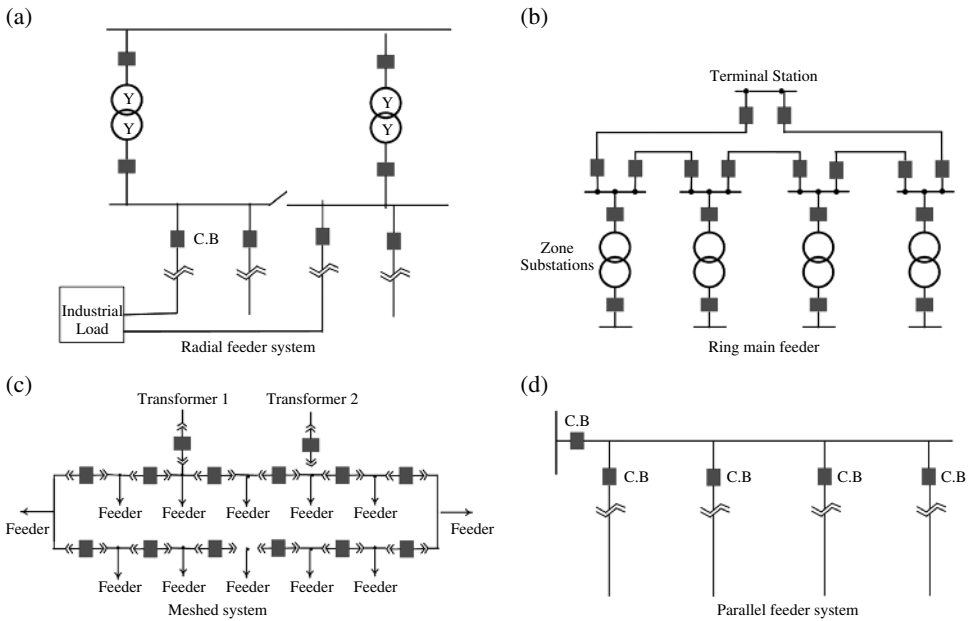 (a)
Y
Y
Y
Y
C.B
Industrial
Load
Radial feeder system
(b)
Terminal Station
Zone
Substations
Ring main feeder
(c)
Transformer 1
Transformer 2
Feeder
Feeder
Feeder
Feeder
Feeder
Feeder
Feeder
Feeder
Feeder
Feeder
Feeder
Feeder
Meshed system
(d)
C.B
C.B
C.B
C.B
C.B
Parallel feeder system